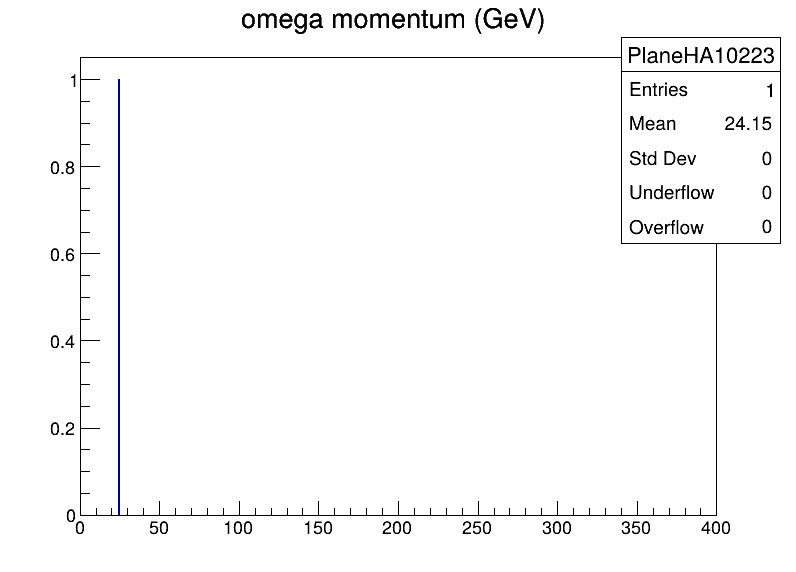 omega momentum (GeV)
PlaneHA10223
Entries 1
Mean 24.15
Std Dev 0
Underflow 0
Overflow 0
1
0.8
0.6
0.4
0.2
0
0 50 100 150 200 250 300 350 400